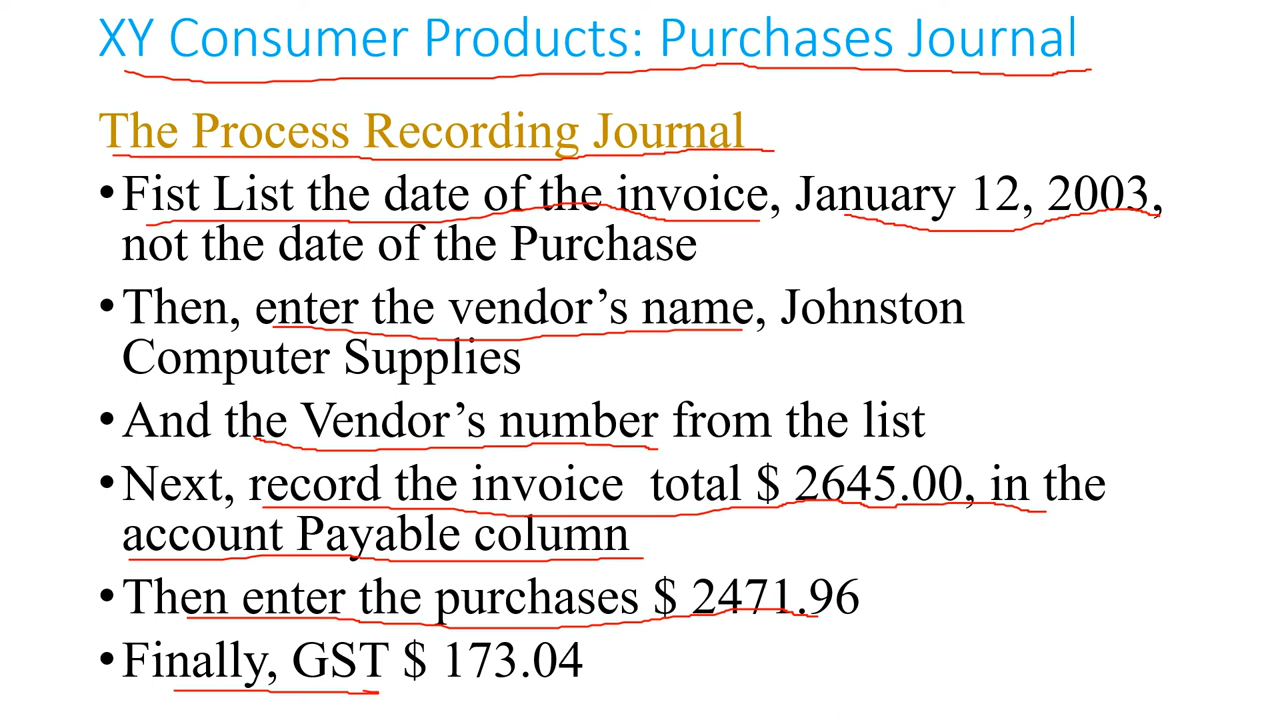 XY Consumer Products: Purchases Journal
The Process Recording Journal
•Fist List the date of the invoice, January 12, 2003,
not the date of the Purchase
•Then, enter the vendor’s name, Johnston
Computer Supplies
•And the Vendor’s number from the list
•Next, record the invoice total $ 2645.00, in the
account Payable column
•Then enter the purchases $ 2471.96
•Finally, GST $ 173.04